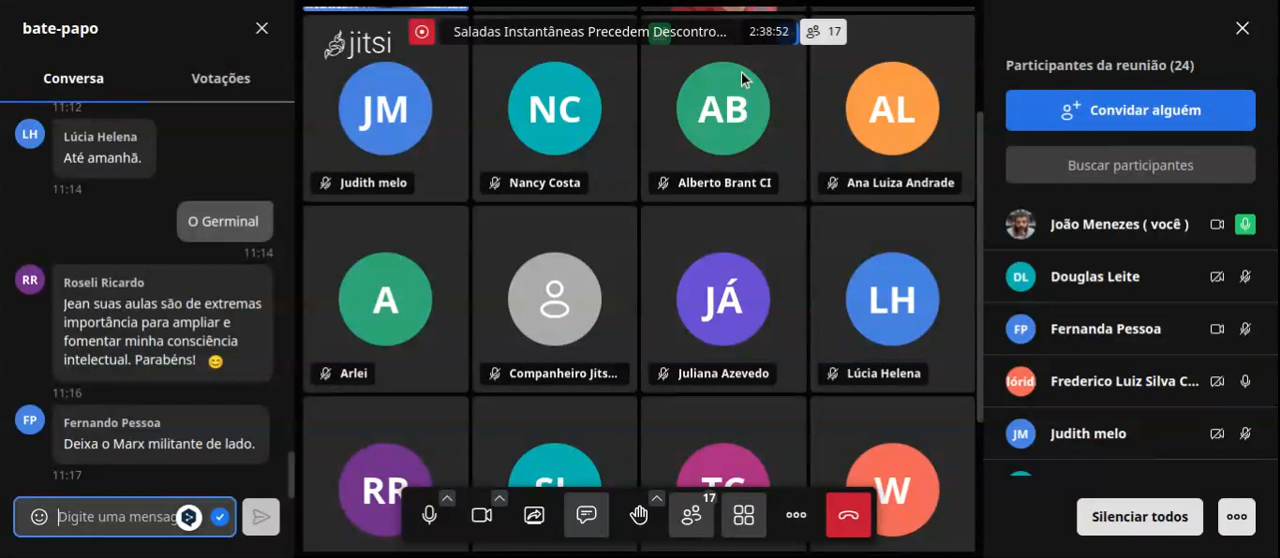 bate-papo
Conversa
Votações
11:12
LH
Lúcia Helena
Até amanhã.
11:14
O Germinal
11:14
RR
Roseli Ricardo
Jean suas aulas são de extremas
importância para ampliar e
fomentar minha consciência
intelectual. Parabéns! 😊
11:16
FP
Fernando Pessoa
Deixa o Marx militante de lado.
11:17
Digite uma mensag
jitsi
Saladas Instantâneas Precedem Descontro...
2:38:52
17
JM
Judith melo
NC
Nancy Costa
AB
Alberto Brant CI
AL
Ana Luiza Andrade
A
Arlei
Companheiro Jits...
JÁ
Juliana Azevedo
LH
Lúcia Helena
RR
W
17
Participantes da reunião (24)
Convidar alguém
Buscar participantes
João Menezes ( você )
DL
Douglas Leite
FP
Fernanda Pessoa
lórid
Frederico Luiz Silva C...
JM
Judith melo
Silenciar todos